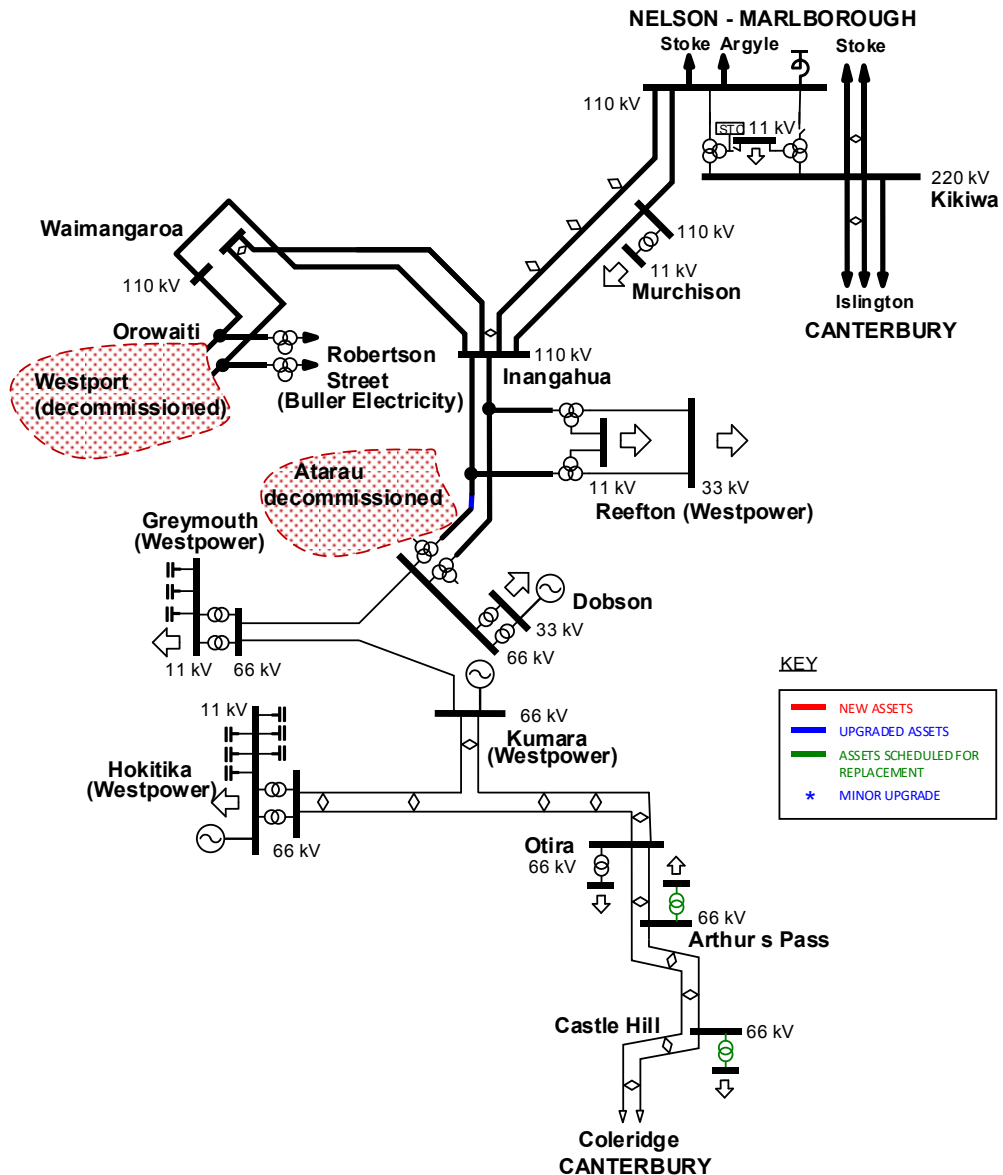 NELSON - MARLBOROUGH
Stoke Argyle
Stoke
110 kV
STC
11 kV
220 kV
Kikiwa
Waimangaroa
110 kV
110 kV
11 kV
Murchison
Islington
CANTERBURY
Orowaiti
Robertson
Street
(Buller Electricity)
110 kV
Inangahua
Westport
(decommissioned)
Atarau
decommissioned
11 kV
33 kV
Reefton (Westpower)
Greymouth
(Westpower)
Dobson
33 kV
66 kV
11 kV
66 kV
KEY
NEW ASSETS
UPGRADED ASSETS
ASSETS SCHEDULED FOR
REPLACEMENT
* MINOR UPGRADE
11 kV
66 kV
Kumara
(Westpower)
Hokitika
(Westpower)
66 kV
Otira
66 kV
66 kV
Arthur s Pass
Castle Hill
66 kV
Coleridge
CANTERBURY